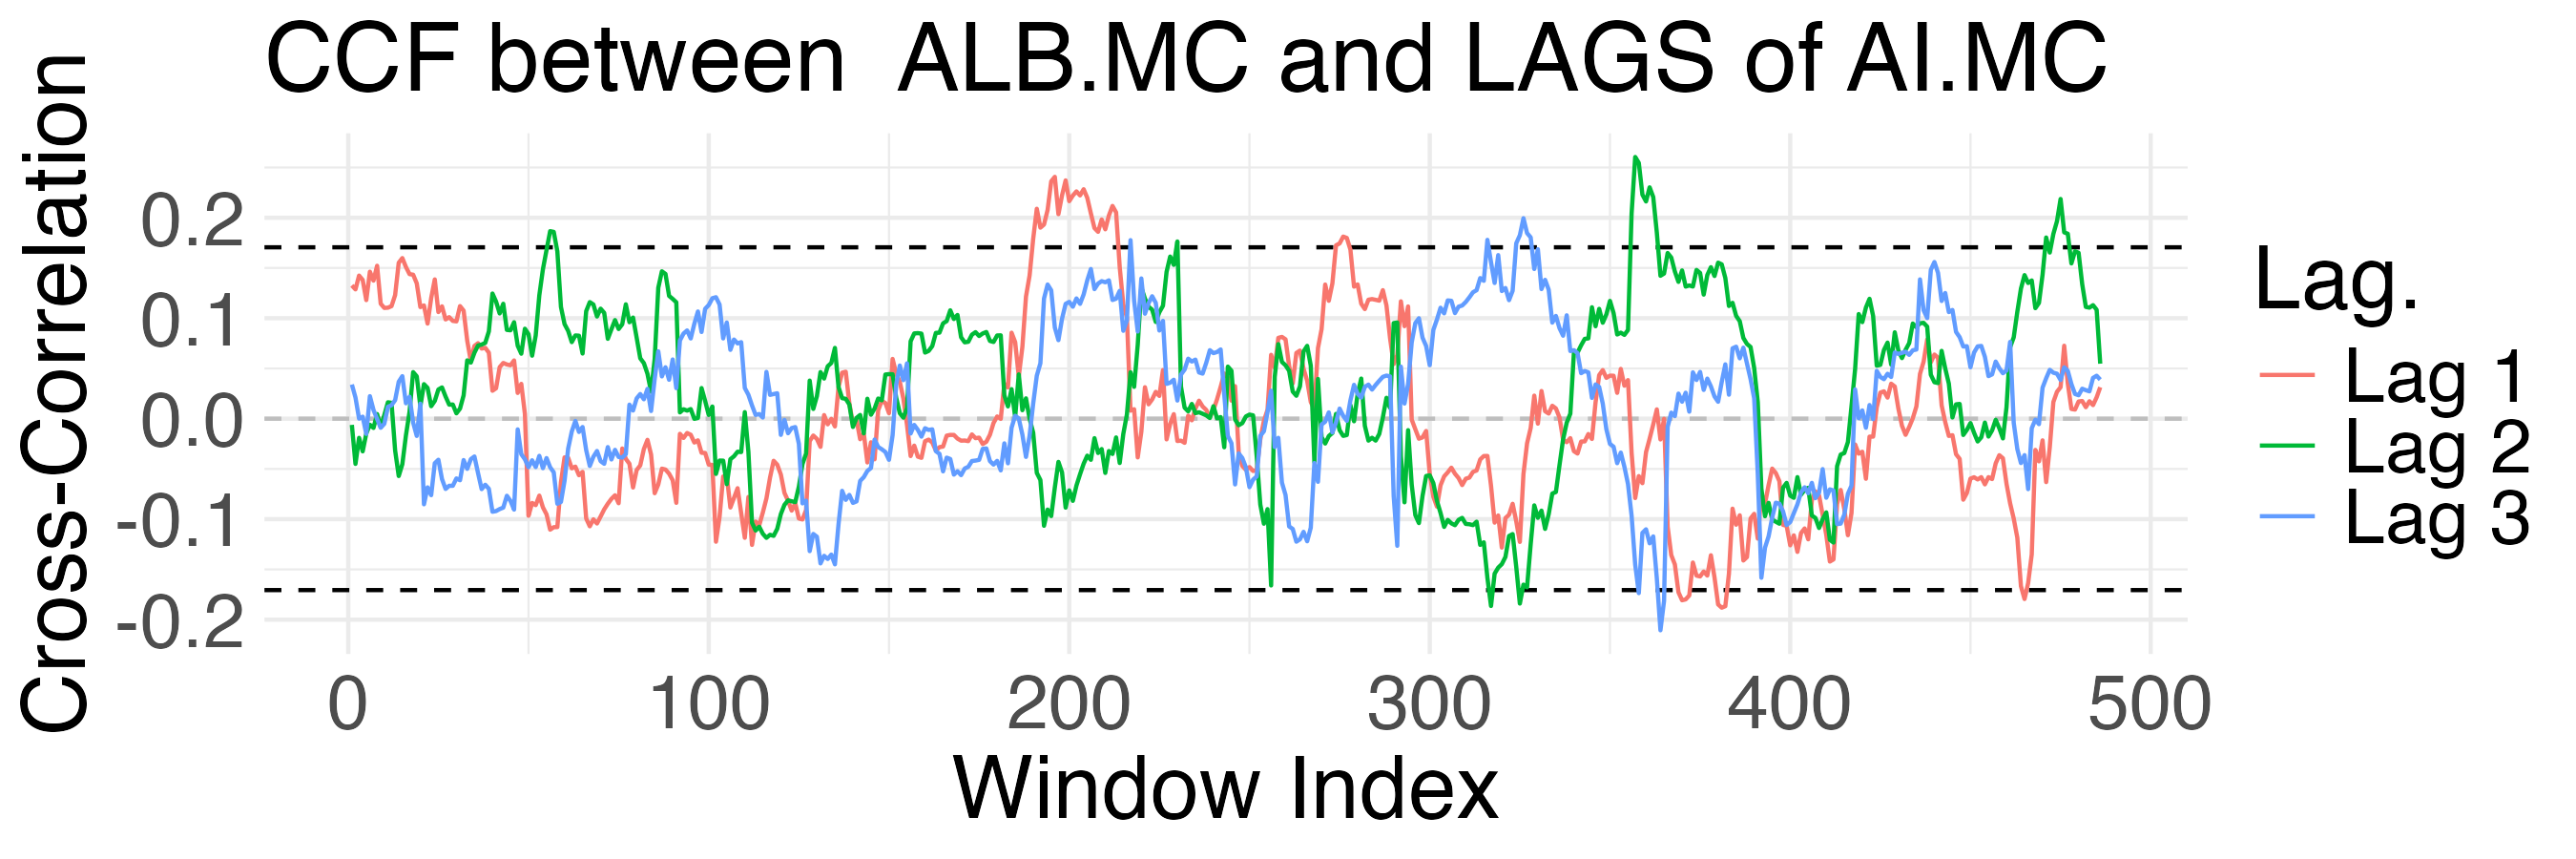 CCF between  ALB.MC and LAGS of AI.MC
Cross-Correlation
0.2
0.1
0.0
-0.1
-0.2
0 100 200 300 400 500
Window Index
Lag.
Lag 1
Lag 2
Lag 3